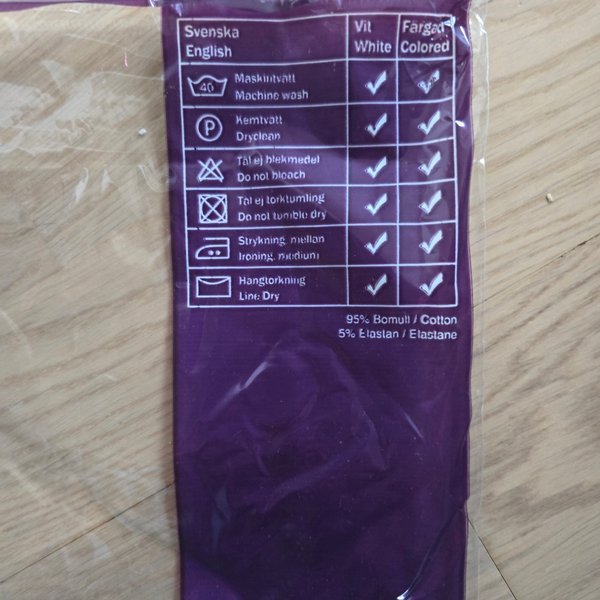 Svenska
English
Vit
White
Färgad
Colored
40
Maskintvätt
Machine wash
P
Kemtvätt
Dryclean
Tål ej blekmedel
Do not bleach
Tål ej torktumling
Do not tumble dry
Strykning, mellan
Ironing, medium
Hängtorkning
Line Dry
95% Bomull / Cotton
5% Elastan / Elastane